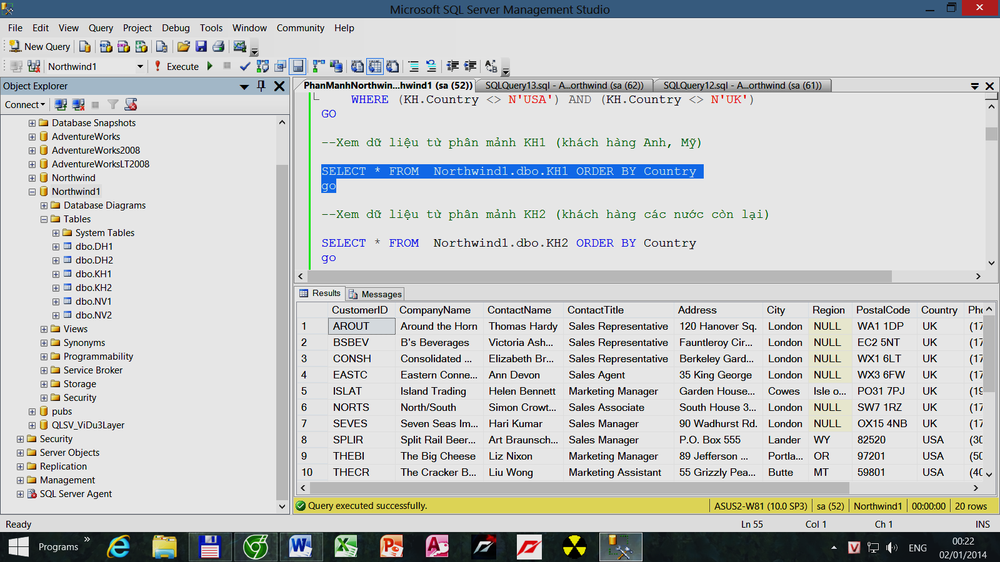 Microsoft SQL Server Management Studio
File Edit View Query Project Debug Tools Window Community Help
New Query
Northwind1 Execute
Object Explorer
Connect
Database Snapshots
AdventureWorks
AdventureWorks2008
AdventureWorksLT2008
Northwind
Northwind1
Database Diagrams
Tables
System Tables
dbo.DH1
dbo.DH2
dbo.KH1
dbo.KH2
dbo.NV1
dbo.NV2
Views
Synonyms
Programmability
Service Broker
Storage
Security
pubs
QLSV_ViDu3Layer
Security
Server Objects
Replication
Management
SQL Server Agent
PhanManhNorthwin...hwind1 (sa (52)) SQLQuery13.sql - A...orthwind (sa (62)) SQLQuery12.sql - A...orthwind (sa (61))
WHERE (KH.Country <> N'USA') AND (KH.Country <> N'UK')
GO
--Xem dữ liệu từ phân mảnh KH1 (khách hàng Anh, Mỹ)
SELECT * FROM Northwind1.dbo.KH1 ORDER BY Country
go
--Xem dữ liệu từ phân mảnh KH2 (khách hàng các nước còn lại)
SELECT * FROM Northwind1.dbo.KH2 ORDER BY Country
go
Results Messages
CustomerID CompanyName ContactName ContactTitle Address City Region PostalCode Country Phc
1 AROUT Around the Horn Thomas Hardy Sales Representative 120 Hanover Sq. London NULL WA1 1DP UK (17
2 BSBEV B's Beverages Victoria Ash... Sales Representative Fauntleroy Cir... London NULL EC2 5NT UK (17
3 CONSH Consolidated ... Elizabeth Br... Sales Representative Berkeley Gard... London NULL WX1 6LT UK (17
4 EASTC Eastern Conne... Ann Devon Sales Agent 35 King George London NULL WX3 6FW UK (17
5 ISLAT Island Trading Helen Bennett Marketing Manager Garden House... Cowes Isle o... PO31 7PJ UK (19
6 NORTS North/South Simon Crowt... Sales Associate South House 3... London NULL SW7 1RZ UK (17
7 SEVES Seven Seas Im... Hari Kumar Sales Manager 90 Wadhurst Rd. London NULL OX15 4NB UK (17
8 SPLIR Split Rail Beer... Art Braunsch... Sales Manager P.O. Box 555 Lander WY 82520 USA (30
9 THEBI The Big Cheese Liz Nixon Marketing Manager 89 Jefferson ... Portla... OR 97201 USA (50
10 THECR The Cracker B... Liu Wong Marketing Assistant 55 Grizzly Pea... Butte MT 59801 USA (40
Query executed successfully. ASUS2-W81 (10.0 SP3) sa (52) Northwind1 00:00:00 20 rows
Ready Ln 55 Col 1 Ch 1 INS
Programs » ENG 00:22
02/01/2014